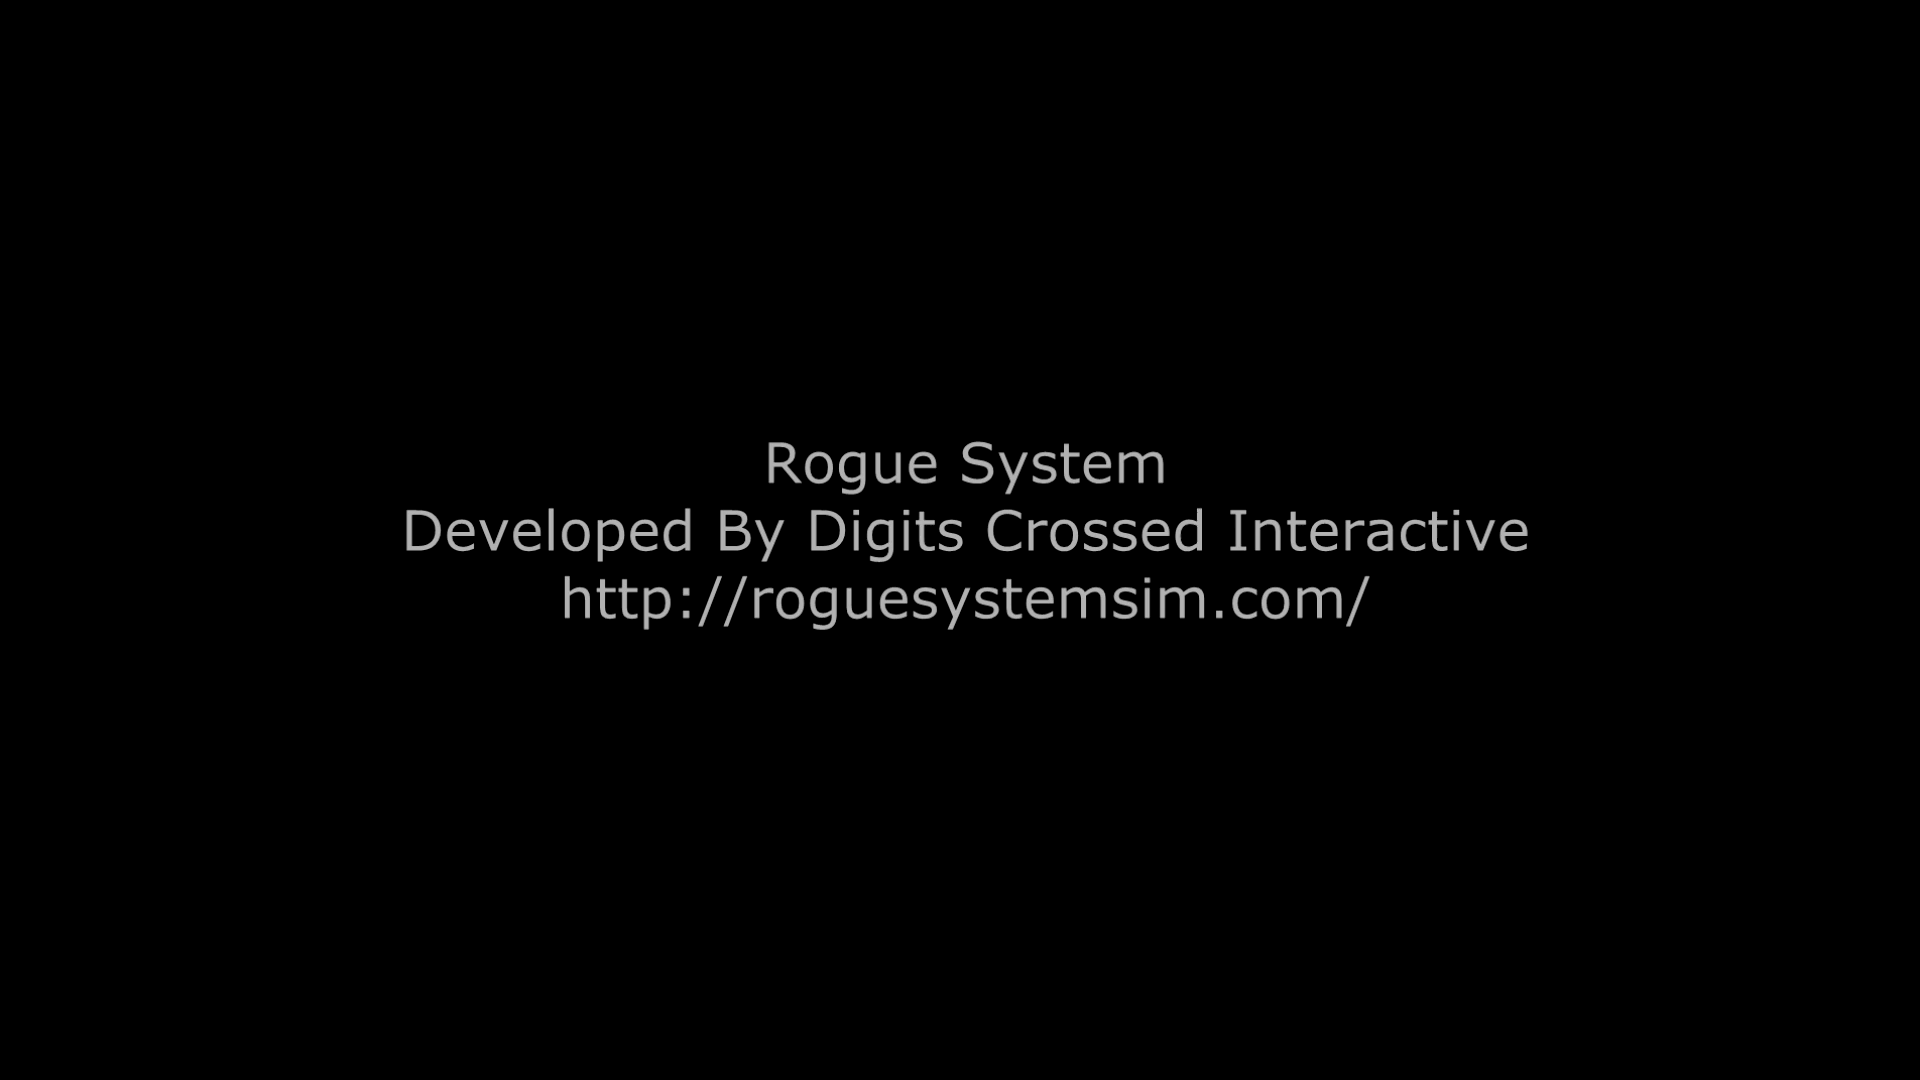 Rogue System
Developed By Digits Crossed Interactive
http://roguesystemsim.com/